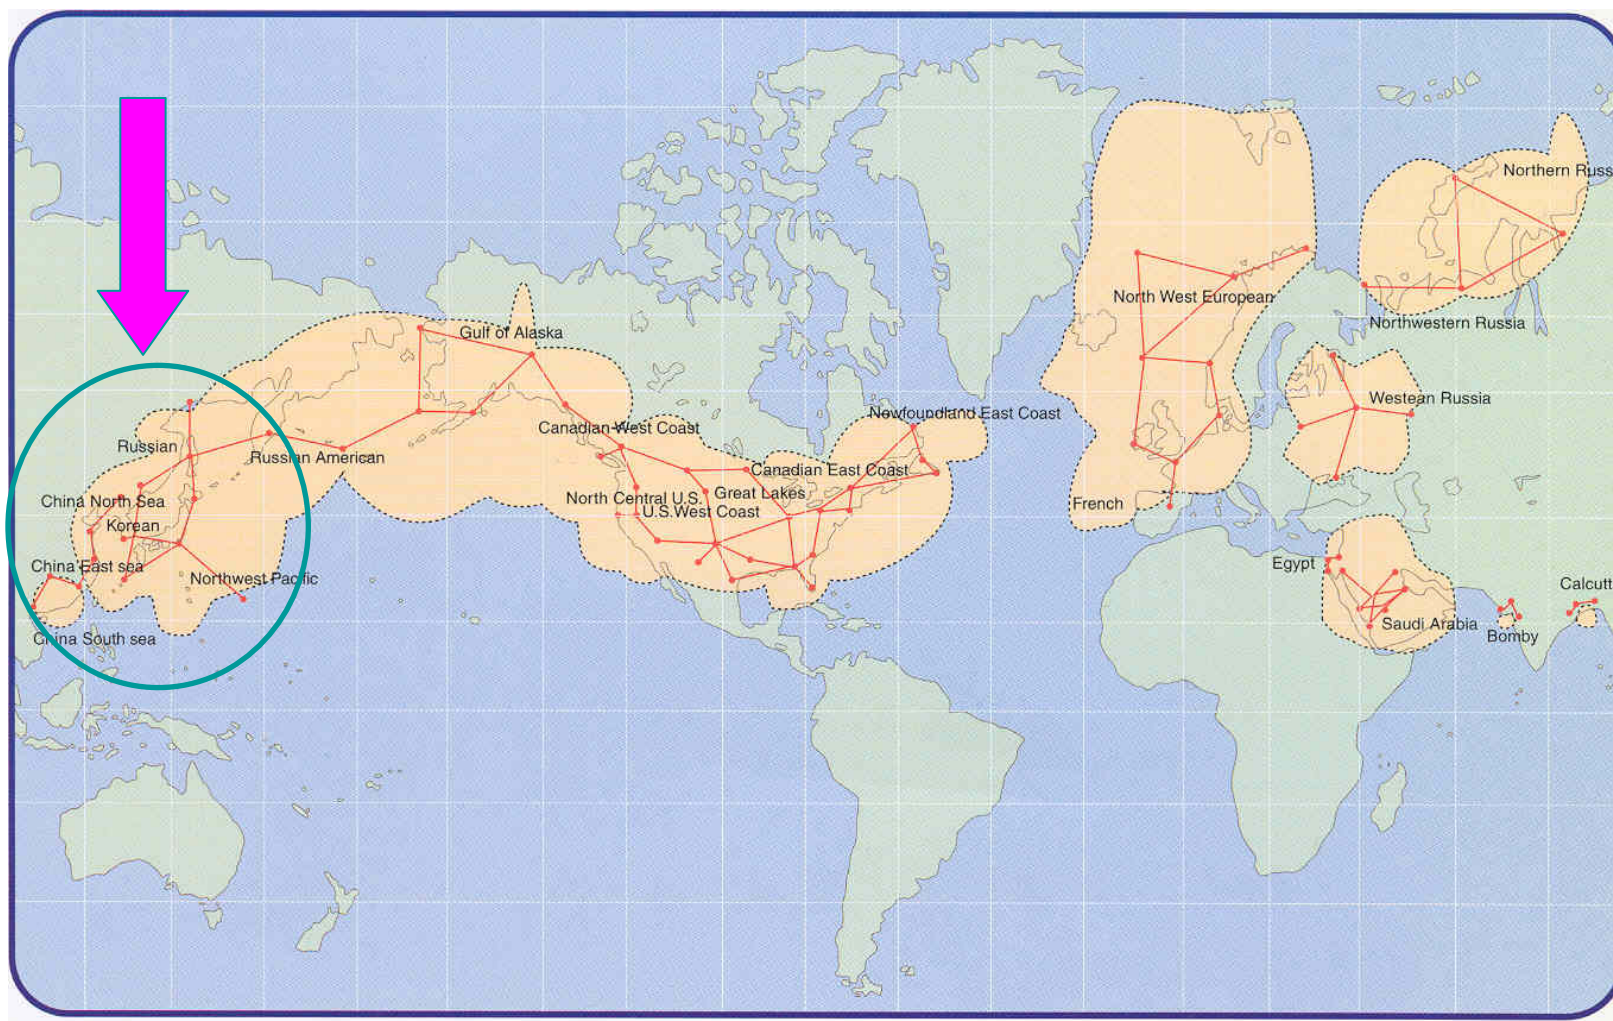 Northern Russ
North West European
Northwestern Russia
Gulf of Alaska
Westean Russia
Newfoundland East Coast
Canadian West Coast
Russian
Russian American
Canadian East Coast
China North Sea
North Central U.S.
Great Lakes
French
U.S.West Coast
Korean
China East sea
Northwest Pacific
Egypt
Calcutt
Saudi Arabia
Bomby
China South sea